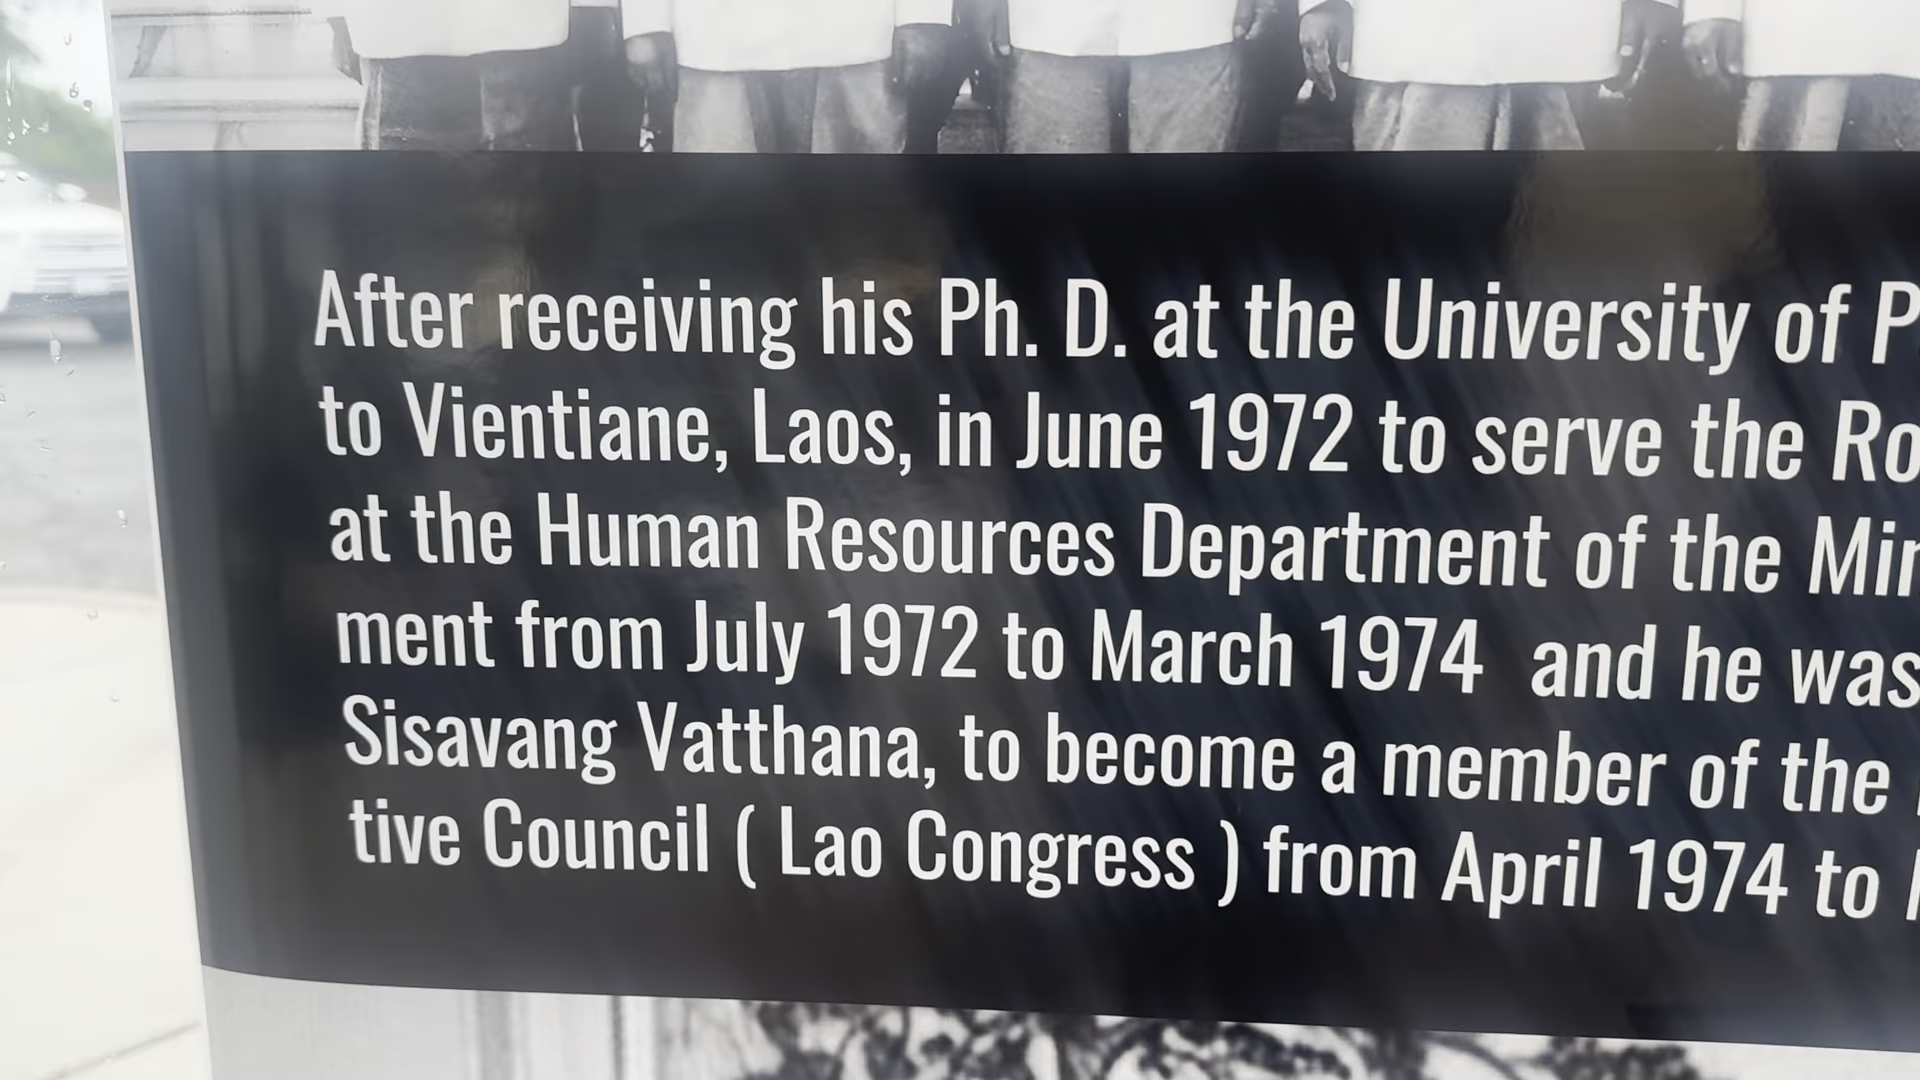 After receiving his Ph. D. at the University of P
to Vientiane, Laos, in June 1972 to serve the Ro
at the Human Resources Department of the Min
ment from July 1972 to March 1974 and he was
Sisavang Vatthana, to become a member of the
tive Council ( Lao Congress ) from April 1974 to